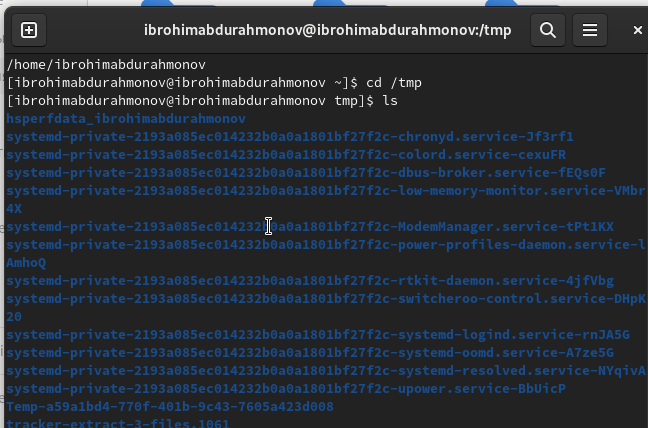 ibrohimabdurahmonov@ibrohimabdurahmonov:/tmp
/home/ibrohimabdurahmonov
[ibrohimabdurahmonov@ibrohimabdurahmonov ~]$ cd /tmp
[ibrohimabdurahmonov@ibrohimabdurahmonov tmp]$ ls
hsperfdata_ibrohimabdurahmonov
systemd-private-2193a085ec014232b0a0a1801bf27f2c-chronyd.service-Jf3rf1
systemd-private-2193a085ec014232b0a0a1801bf27f2c-colord.service-cexuFR
systemd-private-2193a085ec014232b0a0a1801bf27f2c-dbus-broker.service-fEQs0F
systemd-private-2193a085ec014232b0a0a1801bf27f2c-low-memory-monitor.service-VMbr
4X
systemd-private-2193a085ec014232b0a0a1801bf27f2c-ModemManager.service-tPt1KX
systemd-private-2193a085ec014232b0a0a1801bf27f2c-power-profiles-daemon.service-l
AmhoQ
systemd-private-2193a085ec014232b0a0a1801bf27f2c-rtkit-daemon.service-4jfVbg
systemd-private-2193a085ec014232b0a0a1801bf27f2c-switcheroo-control.service-DHpK
20
systemd-private-2193a085ec014232b0a0a1801bf27f2c-systemd-logind.service-rnJA5G
systemd-private-2193a085ec014232b0a0a1801bf27f2c-systemd-oomd.service-A7ze5G
systemd-private-2193a085ec014232b0a0a1801bf27f2c-systemd-resolved.service-NYqivA
systemd-private-2193a085ec014232b0a0a1801bf27f2c-upower.service-BbUicP
Temp-a59a1bd4-770f-401b-9c43-7605a423d008
tracker-extract-3-files.1061